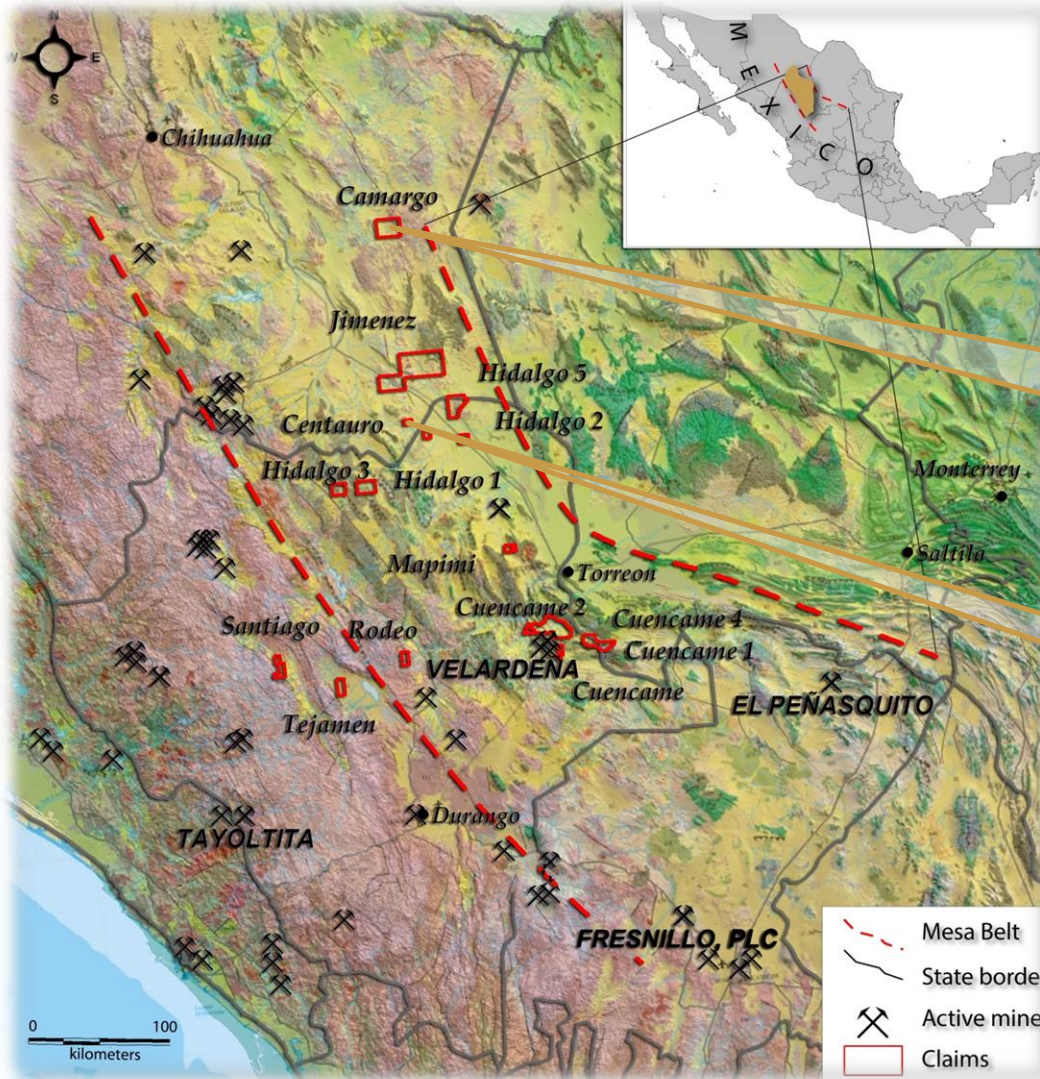 N
W E
S
M E X I C O
Chihuahua
Camargo
Jimenez
Hidalgo 5
Centauro
Hidalgo 2
Hidalgo 3
Hidalgo 1
Monterrey
Mapimi
Torreon
Saltila
Cuencame 2
Santiago
Rodeo
Cuencame 4
VELARDEÑA
Cuencame 1
Cuencame
Tejamen
EL PEÑASQUITO
Durango
TAYOLTITA
FRESNILLO, PLC
Mesa Belt
State borde
Active mine
Claims
0 100
kilometers